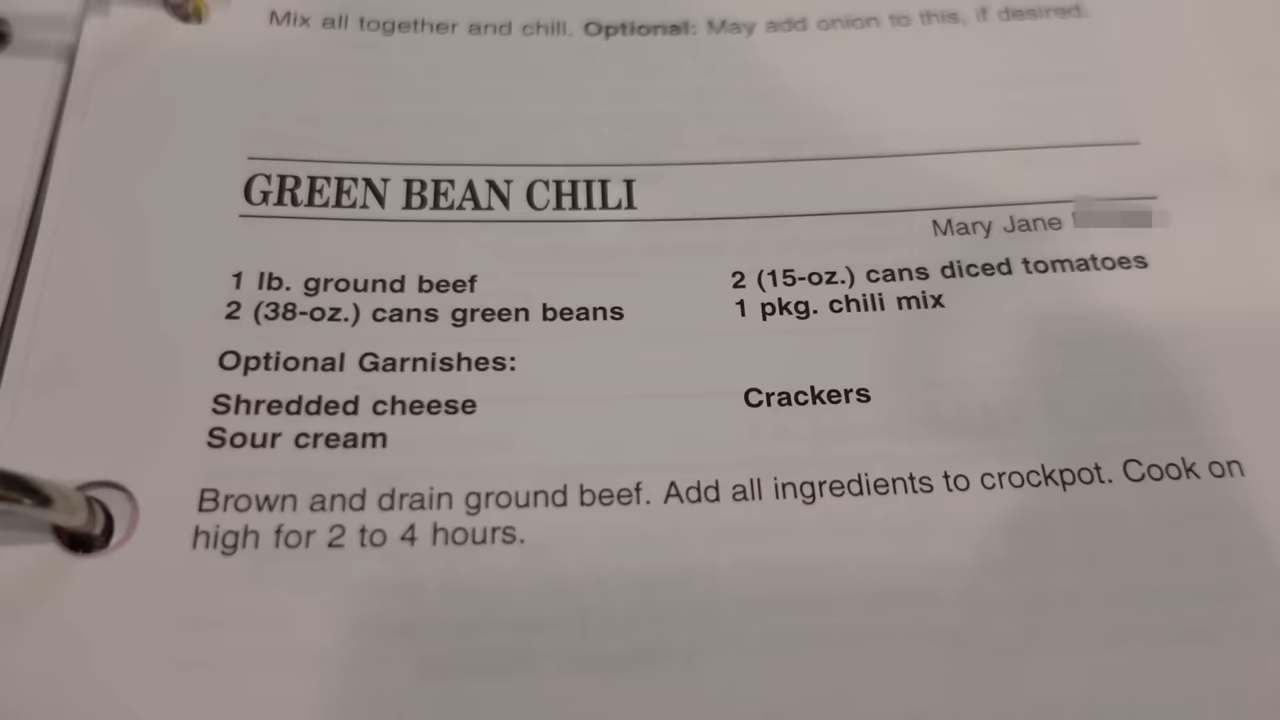 Mix all together and chill. Optional: May add onion to this, if desired.
GREEN BEAN CHILI
Mary Jane
1 lb. ground beef
2 (38-oz.) cans green beans
2 (15-oz.) cans diced tomatoes
1 pkg. chili mix
Optional Garnishes:
Shredded cheese
Sour cream
Crackers
Brown and drain ground beef. Add all ingredients to crockpot. Cook on
high for 2 to 4 hours.